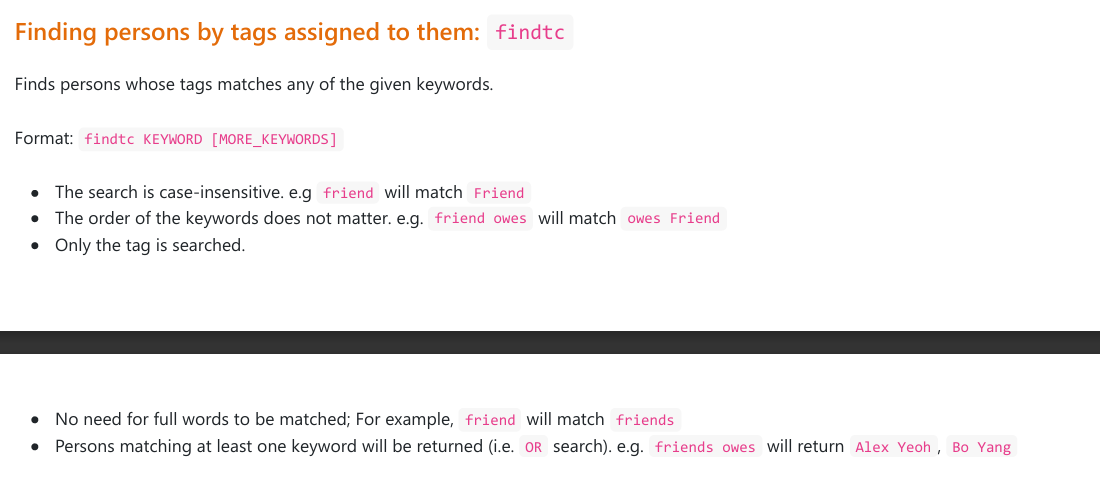 Finding persons by tags assigned to them: findtc
Finds persons whose tags matches any of the given keywords.
Format: findtc KEYWORD [MORE_KEYWORDS]
● The search is case-insensitive. e.g friend will match Friend
● The order of the keywords does not matter. e.g. friend owes will match owes Friend
● Only the tag is searched.
● No need for full words to be matched; For example, friend will match friends
● Persons matching at least one keyword will be returned (i.e. OR search). e.g. friends owes will return Alex Yeoh , Bo Yang